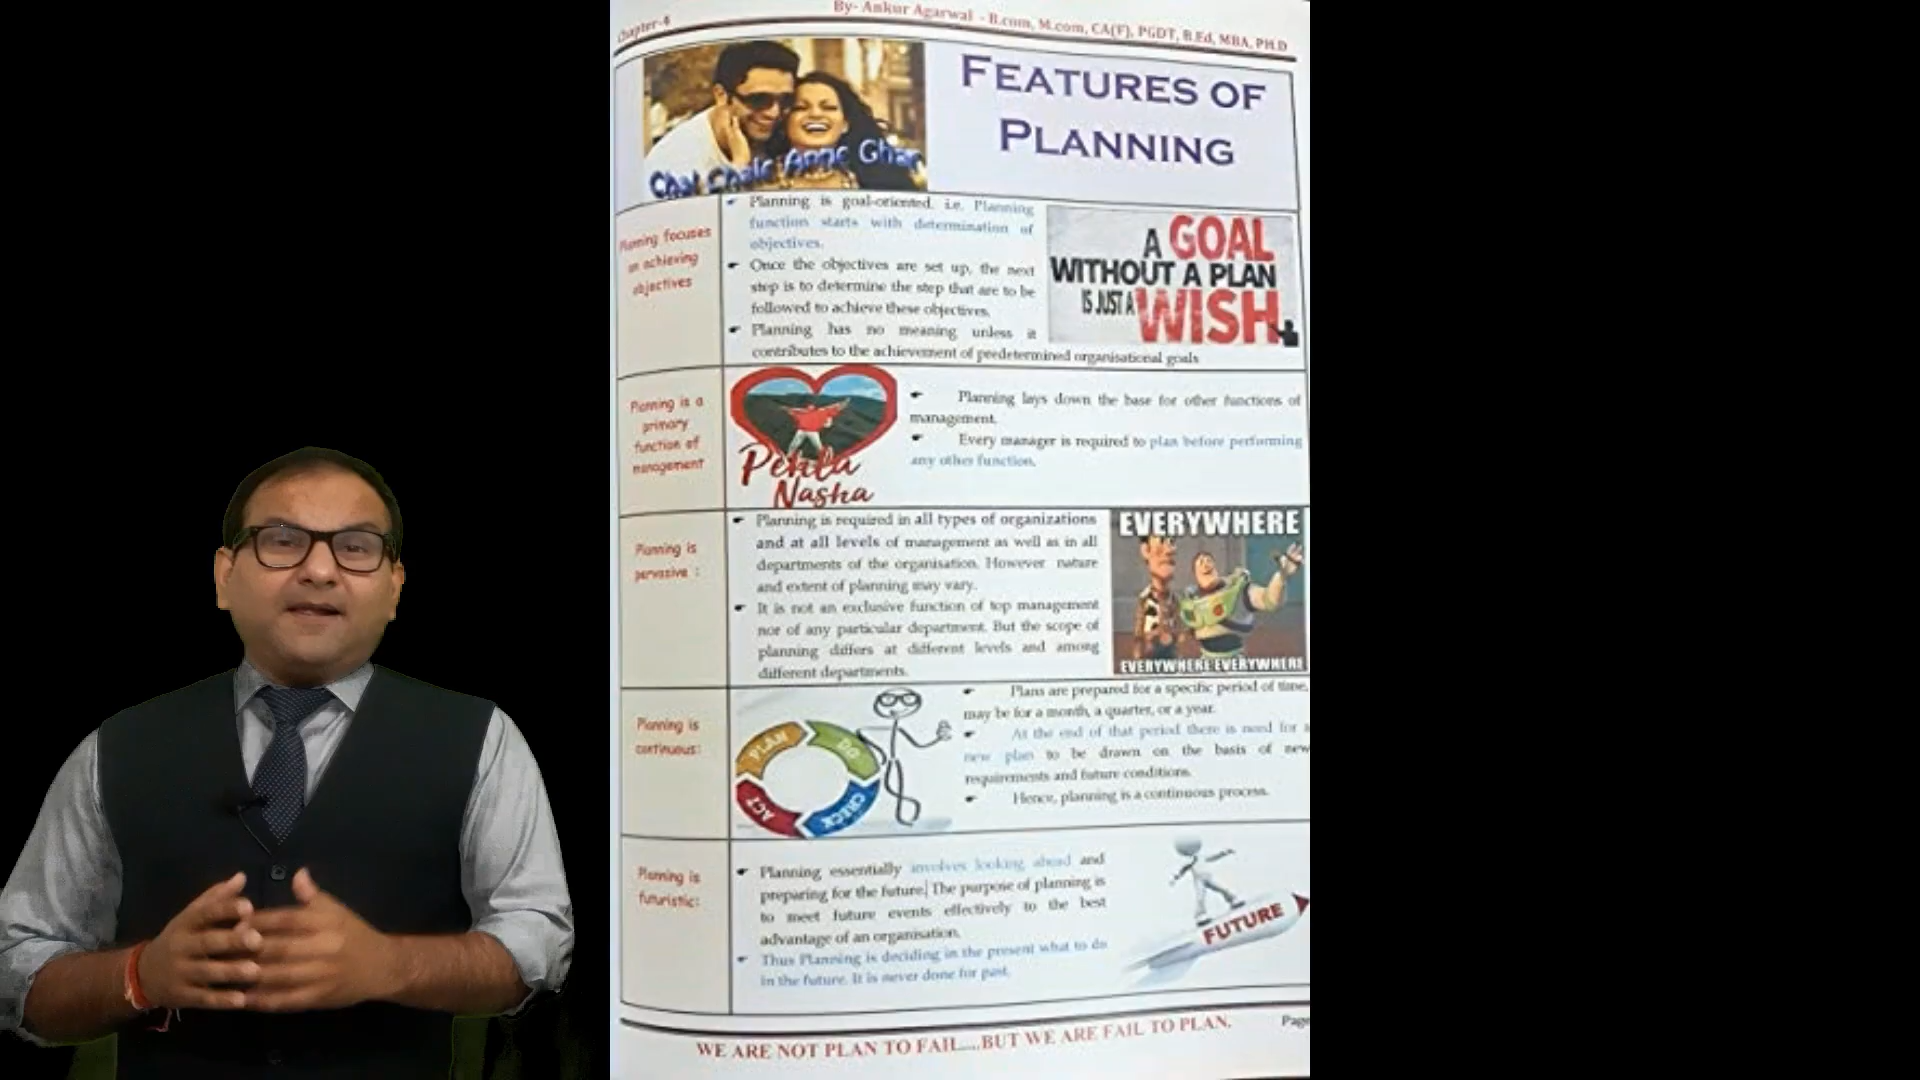 Chapter-4
By- Ankur Agarwal - B.com, M.com, CA(F), PGDT, B.Ed, MBA, PH.D
Chal Chale Apne Ghar
FEATURES OF
PLANNING
Planning focuses
on achieving
objectives
Planning is goal-oriented. i.e. Planning
function starts with determination of
objectives.
Once the objectives are set up, the next
step is to determine the step that are to be
followed to achieve these objectives.
Planning has no meaning unless it
contributes to the achievement of predetermined organisational goals
A GOAL
WITHOUT A PLAN
IS JUST A WISH
Planning is a
primary
function of
management
Pehla
Nasha
Planning lays down the base for other functions of
management.
Every manager is required to plan before performing
any other function.
Planning is
pervasive :
Planning is required in all types of organizations
and at all levels of management as well as in all
departments of the organisation. However nature
and extent of planning may vary.
It is not an exclusive function of top management
nor of any particular department. But the scope of
planning differs at different levels and among
different departments.
EVERYWHERE
EVERYWHERE EVERYWHERE
Planning is
continuous:
PLAN
DO
CHECK
ACT
Plans are prepared for a specific period of time,
may be for a month, a quarter, or a year.
At the end of that period there is need for a
new plan to be drawn on the basis of new
requirements and future conditions.
Hence, planning is a continuous process.
Planning is
futuristic:
Planning essentially involves looking ahead and
preparing for the future. The purpose of planning is
to meet future events effectively to the best
advantage of an organisation.
Thus Planning is deciding in the present what to do
in the future. It is never done for past.
FUTURE
WE ARE NOT PLAN TO FAIL....BUT WE ARE FAIL TO PLAN.
Page